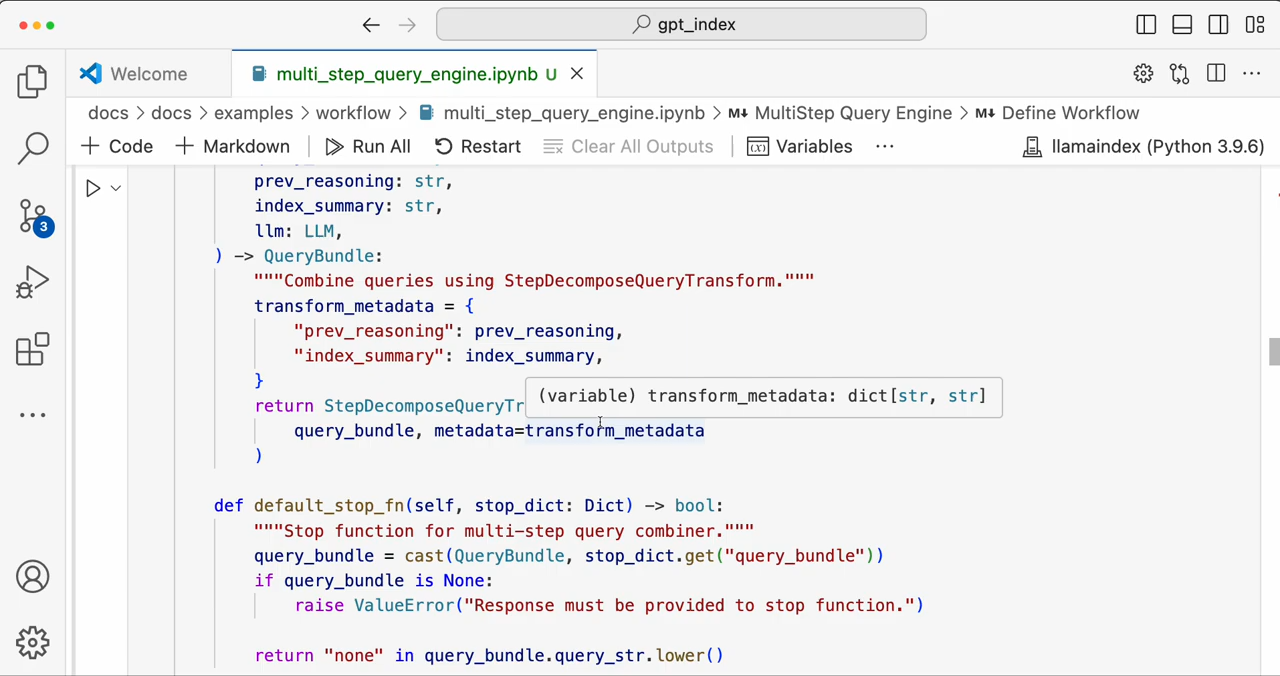 gpt_index
Welcome
multi_step_query_engine.ipynb U
docs > docs > examples > workflow > multi_step_query_engine.ipynb > M↓ MultiStep Query Engine > M↓ Define Workflow
+ Code + Markdown Run All Restart Clear All Outputs Variables ··· llamaindex (Python 3.9.6)
prev_reasoning: str,
index_summary: str,
llm: LLM,
) -> QueryBundle:
"""Combine queries using StepDecomposeQueryTransform."""
transform_metadata = {
"prev_reasoning": prev_reasoning,
"index_summary": index_summary,
}
(variable) transform_metadata: dict[str, str]
return StepDecomposeQueryTr
query_bundle, metadata=transform_metadata
)
def default_stop_fn(self, stop_dict: Dict) -> bool:
"""Stop function for multi-step query combiner."""
query_bundle = cast(QueryBundle, stop_dict.get("query_bundle"))
if query_bundle is None:
raise ValueError("Response must be provided to stop function.")
return "none" in query_bundle.query_str.lower()
3